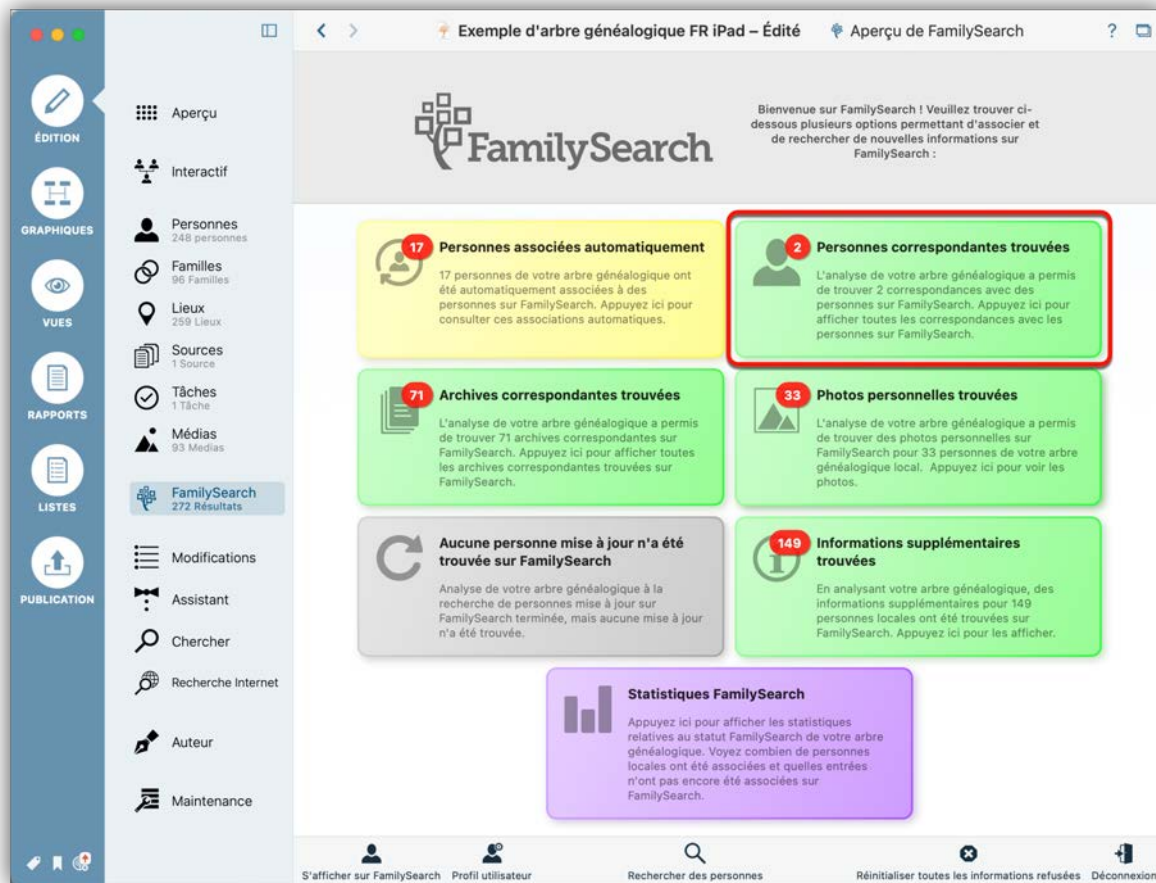 Exemple d'arbre généalogique FR iPad – Édité
Aperçu de FamilySearch
?
ÉDITION
GRAPHIQUES
VUES
RAPPORTS
LISTES
PUBLICATION
Aperçu
Interactif
Personnes
248 personnes
Familles
96 Familles
Lieux
259 Lieux
Sources
1 Source
Tâches
1 Tâche
Médias
93 Medias
FamilySearch
272 Résultats
Modifications
Assistant
Chercher
Recherche Internet
Auteur
Maintenance
FamilySearch
Bienvenue sur FamilySearch ! Veuillez trouver ci-
dessous plusieurs options permettant d'associer et
de rechercher de nouvelles informations sur
FamilySearch :
17
Personnes associées automatiquement
17 personnes de votre arbre généalogique ont
été automatiquement associées à des
personnes sur FamilySearch. Appuyez ici pour
consulter ces associations automatiques.
2
Personnes correspondantes trouvées
L'analyse de votre arbre généalogique a permis
de trouver 2 correspondances avec des
personnes sur FamilySearch. Appuyez ici pour
afficher toutes les correspondances avec les
personnes sur FamilySearch.
71
Archives correspondantes trouvées
L'analyse de votre arbre généalogique a permis
de trouver 71 archives correspondantes sur
FamilySearch. Appuyez ici pour afficher toutes
les archives correspondantes trouvées sur
FamilySearch.
33
Photos personnelles trouvées
L'analyse de votre arbre généalogique a permis
de trouver des photos personnelles sur
FamilySearch pour 33 personnes de votre arbre
généalogique local. Appuyez ici pour voir les
photos.
Aucune personne mise à jour n'a été
trouvée sur FamilySearch
Analyse de votre arbre généalogique à la
recherche de personnes mise à jour sur
FamilySearch terminée, mais aucune mise à jour
n'a été trouvée.
149
Informations supplémentaires
trouvées
En analysant votre arbre généalogique, des
informations supplémentaires pour 149
personnes locales ont été trouvées sur
FamilySearch. Appuyez ici pour les afficher.
Statistiques FamilySearch
Appuyez ici pour afficher les statistiques
relatives au statut FamilySearch de votre arbre
généalogique. Voyez combien de personnes
locales ont été associées et quelles entrées
n'ont pas encore été associées sur
FamilySearch.
S'afficher sur FamilySearch
Profil utilisateur
Rechercher des personnes
Réinitialiser toutes les informations refusées
Déconnexion